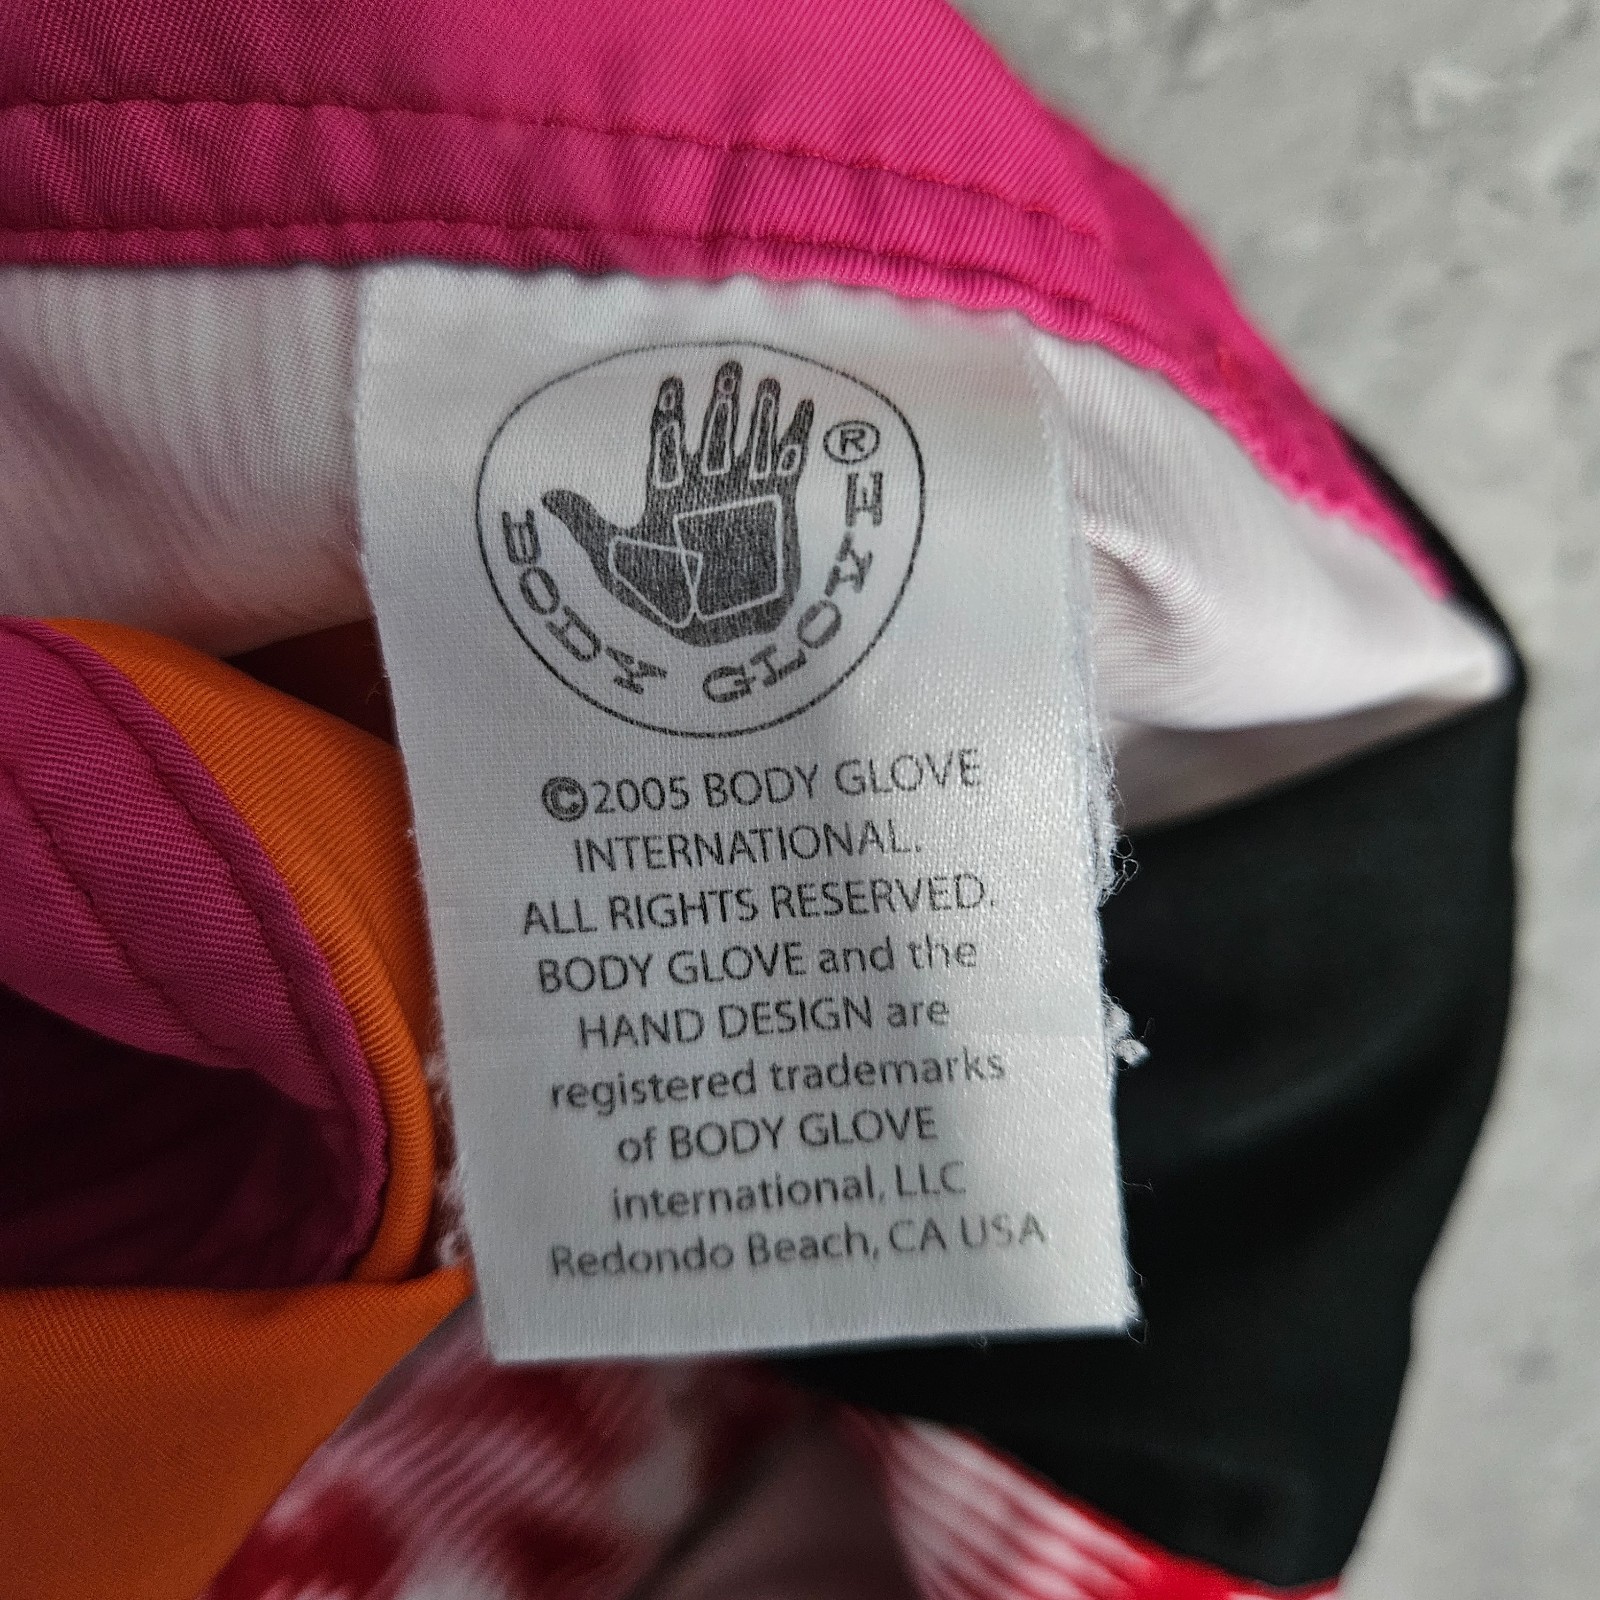 BODY GLOVE ®
©2005 BODY GLOVE
INTERNATIONAL.
ALL RIGHTS RESERVED.
BODY GLOVE and the
HAND DESIGN are
registered trademarks
of BODY GLOVE
international, LLC
Redondo Beach, CA USA